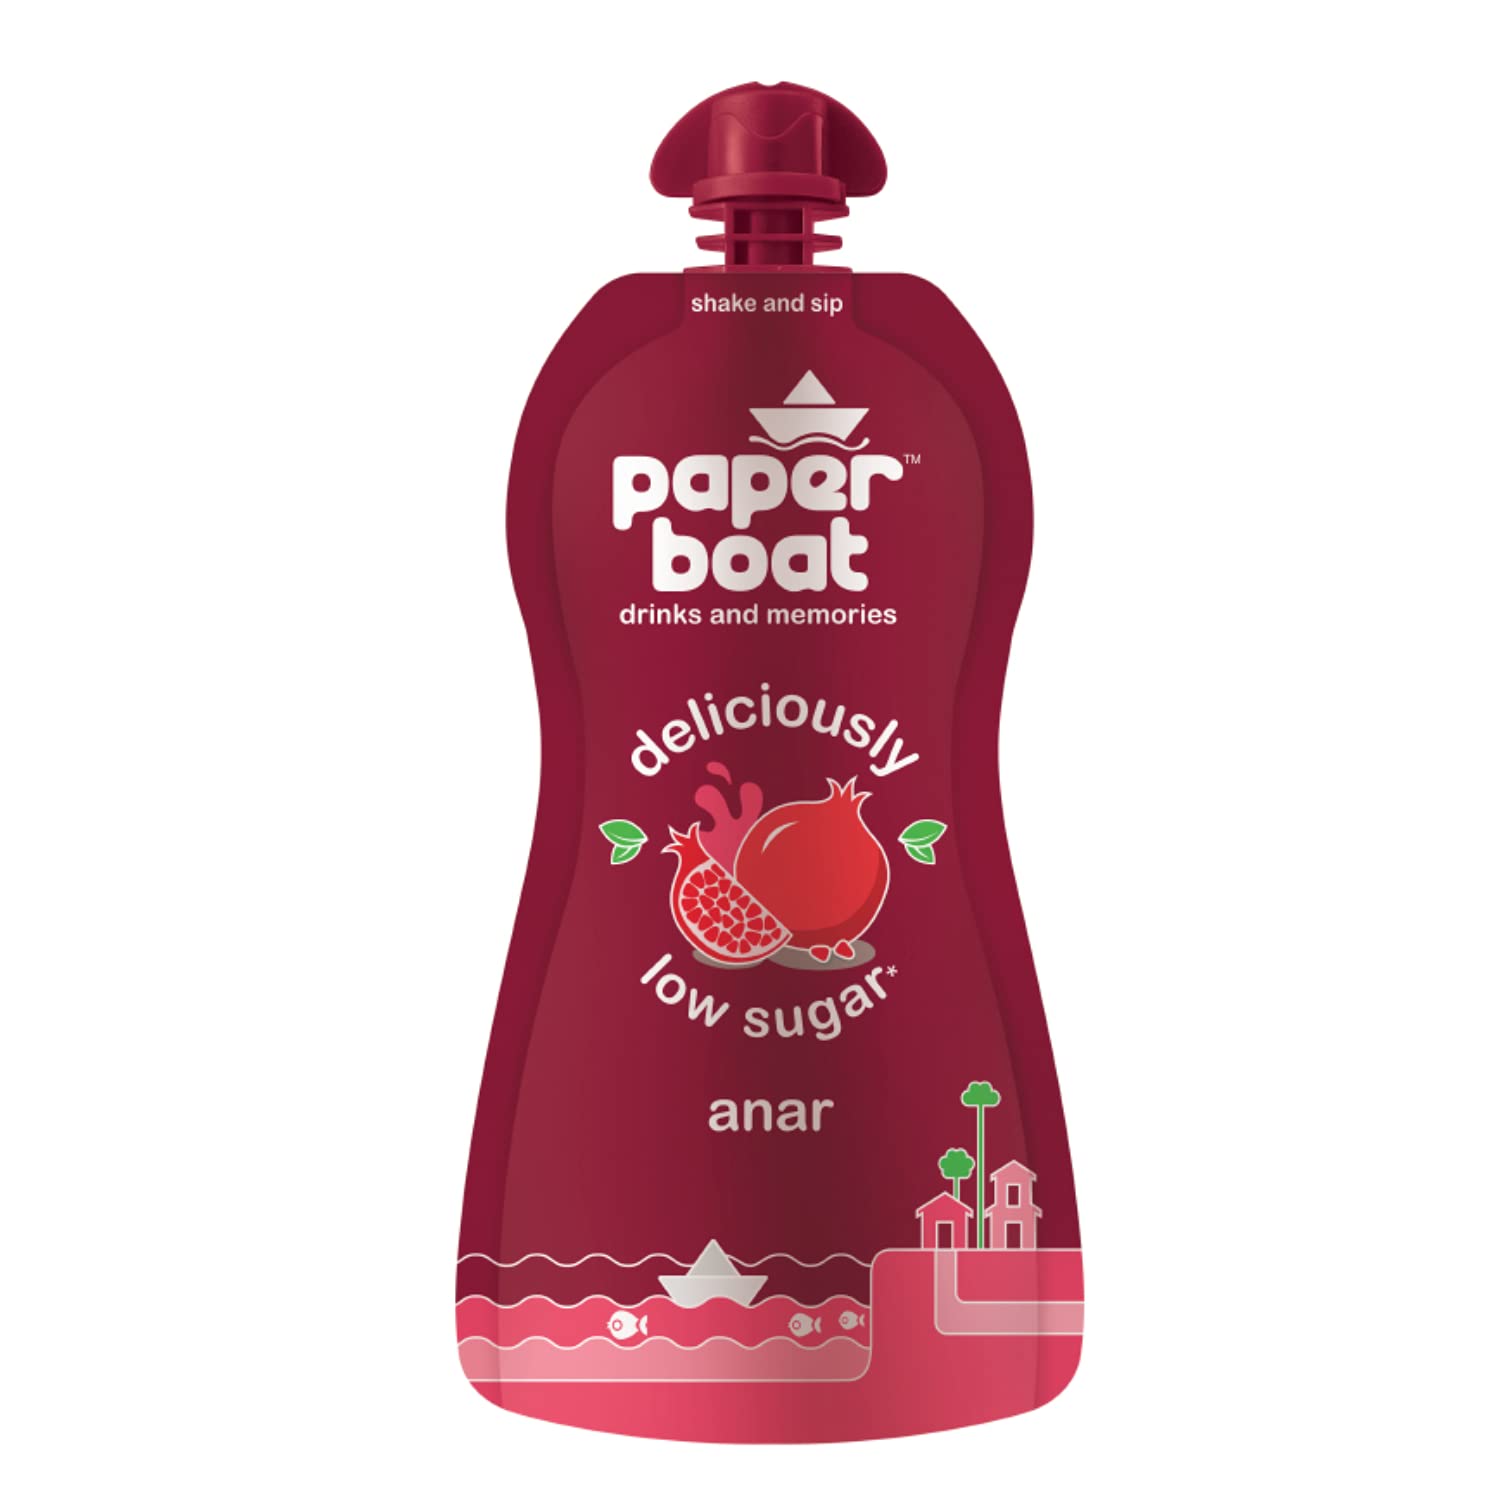 shake and sip
paper™
boat
drinks and memories
deliciously
low sugar*
anar